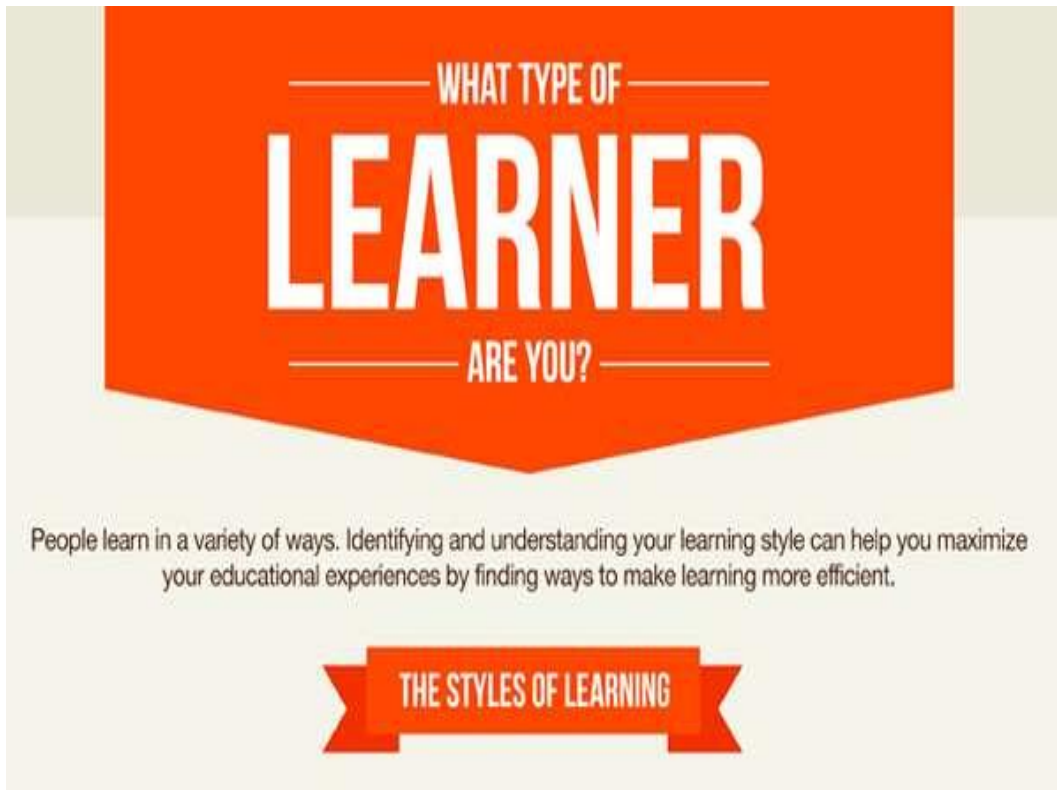 WHAT TYPE OF
LEARNER
ARE YOU?
People learn in a variety of ways. Identifying and understanding your learning style can help you maximize
your educational experiences by finding ways to make learning more efficient.
THE STYLES OF LEARNING